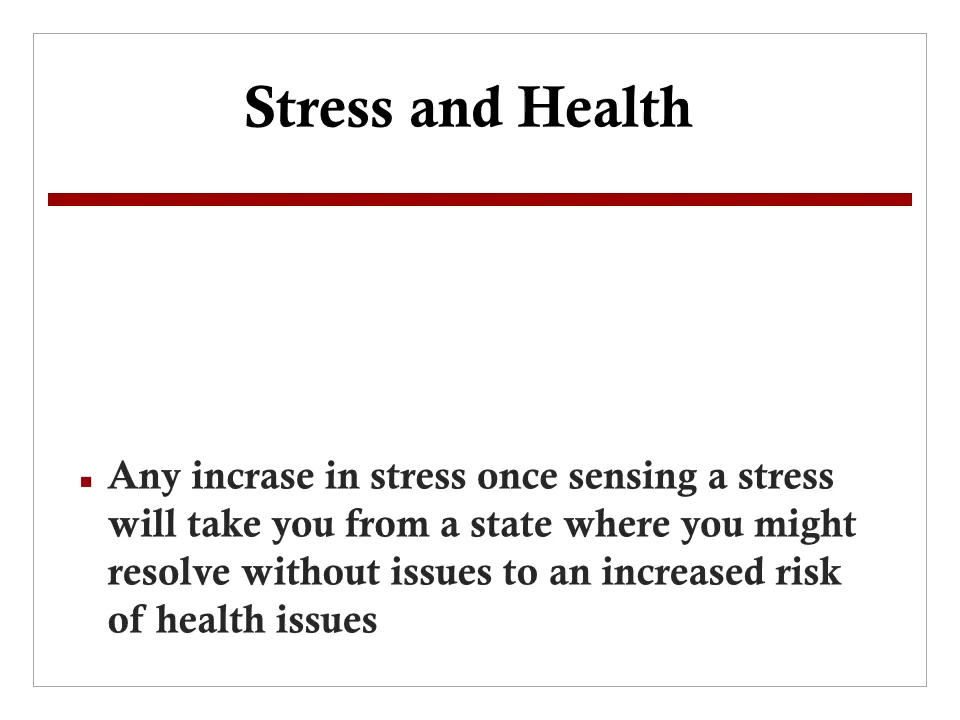 Stress and Health
Any incrase in stress once sensing a stress
will take you from a state where you might
resolve without issues to an increased risk
of health issues